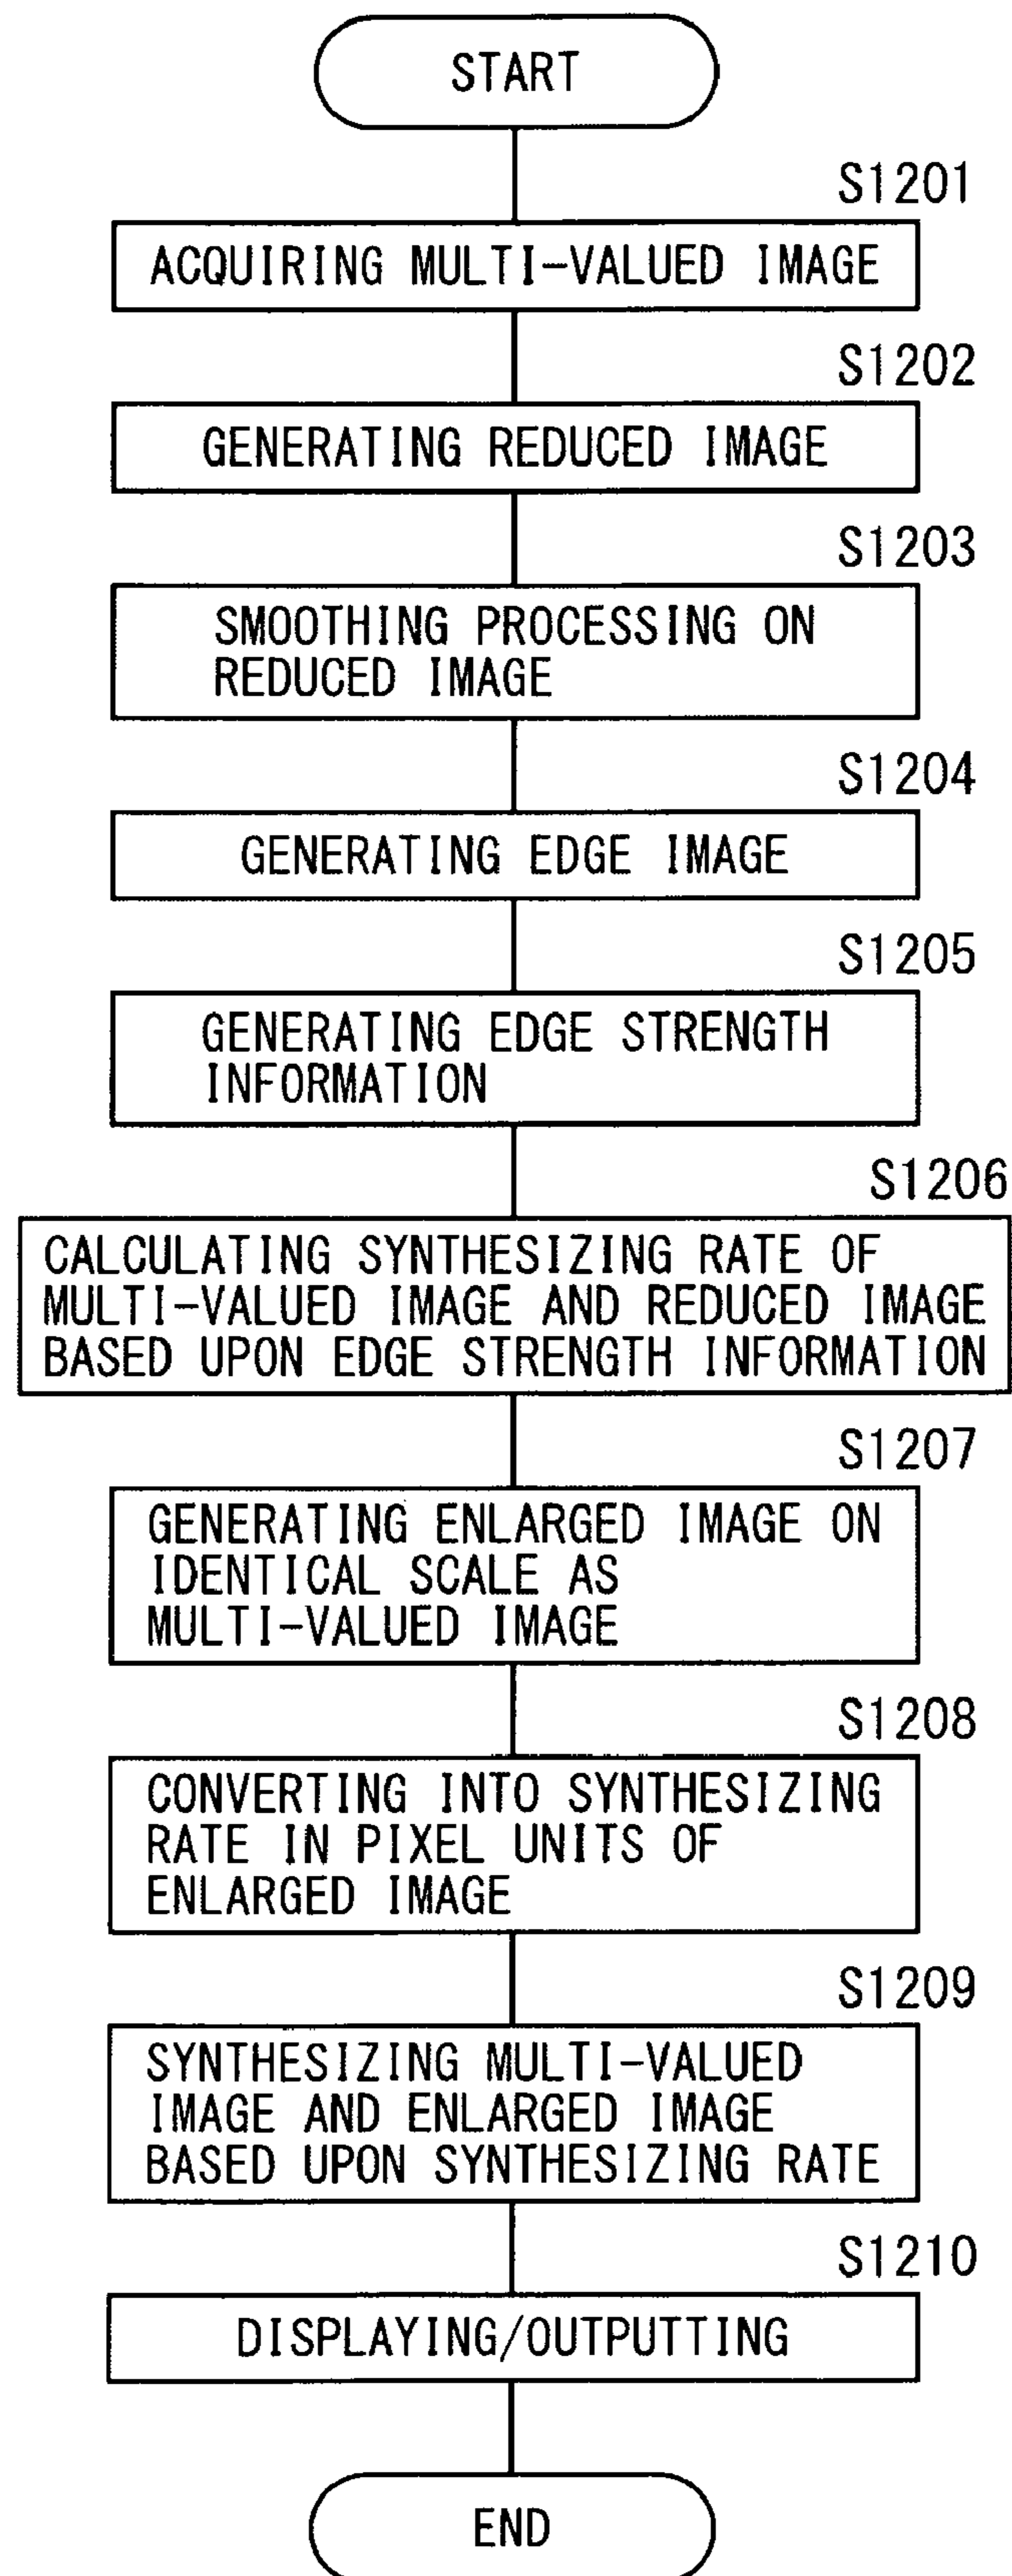 START
S1201
ACQUIRING MULTI-VALUED IMAGE
S1202
GENERATING REDUCED IMAGE
S1203
SMOOTHING PROCESSING ON
REDUCED IMAGE
S1204
GENERATING EDGE IMAGE
S1205
GENERATING EDGE STRENGTH
INFORMATION
S1206
CALCULATING SYNTHESIZING RATE OF
MULTI-VALUED IMAGE AND REDUCED IMAGE
BASED UPON EDGE STRENGTH INFORMATION
S1207
GENERATING ENLARGED IMAGE ON
IDENTICAL SCALE AS
MULTI-VALUED IMAGE
S1208
CONVERTING INTO SYNTHESIZING
RATE IN PIXEL UNITS OF
ENLARGED IMAGE
S1209
SYNTHESIZING MULTI-VALUED
IMAGE AND ENLARGED IMAGE
BASED UPON SYNTHESIZING RATE
S1210
DISPLAYING/OUTPUTTING
END